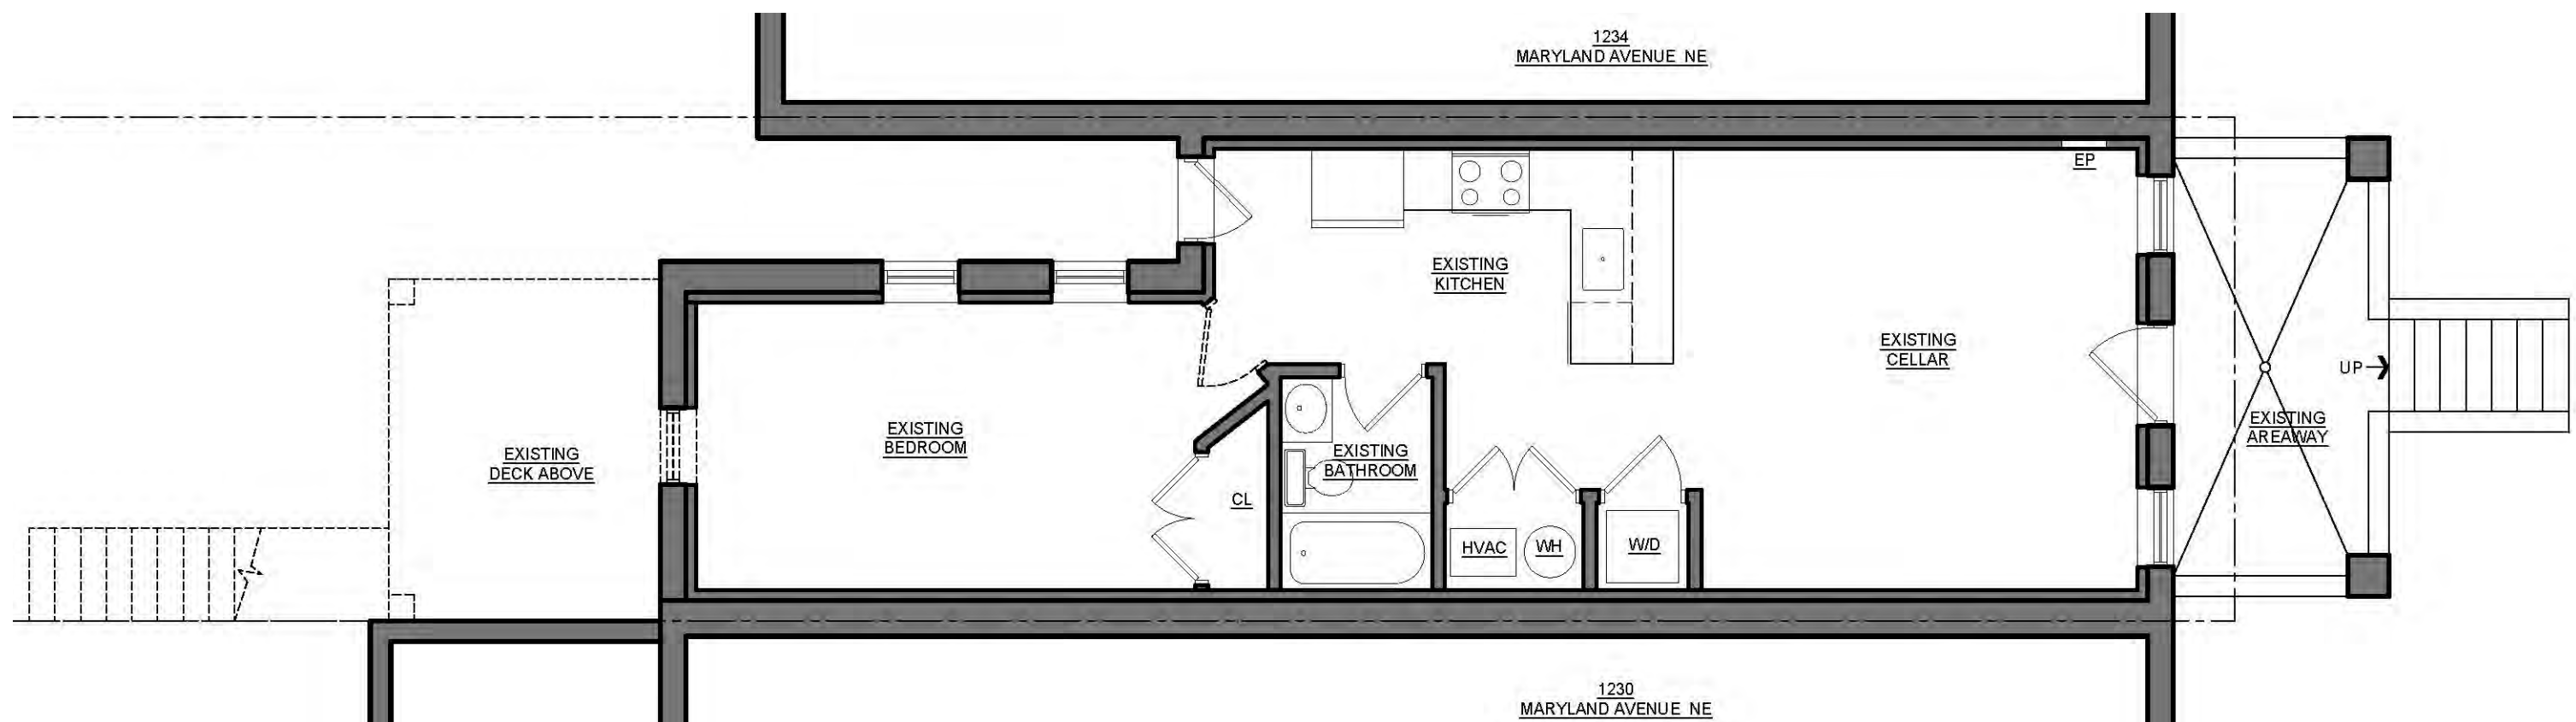 1234
MARYLAND AVENUE NE
EP
EXISTING
KITCHEN
EXISTING
CELLAR
UP
EXISTING
AREAWAY
EXISTING
BEDROOM
EXISTING
DECK ABOVE
EXISTING
BATHROOM
CL
HVAC
WH
W/D
1230
MARYLAND AVENUE NE